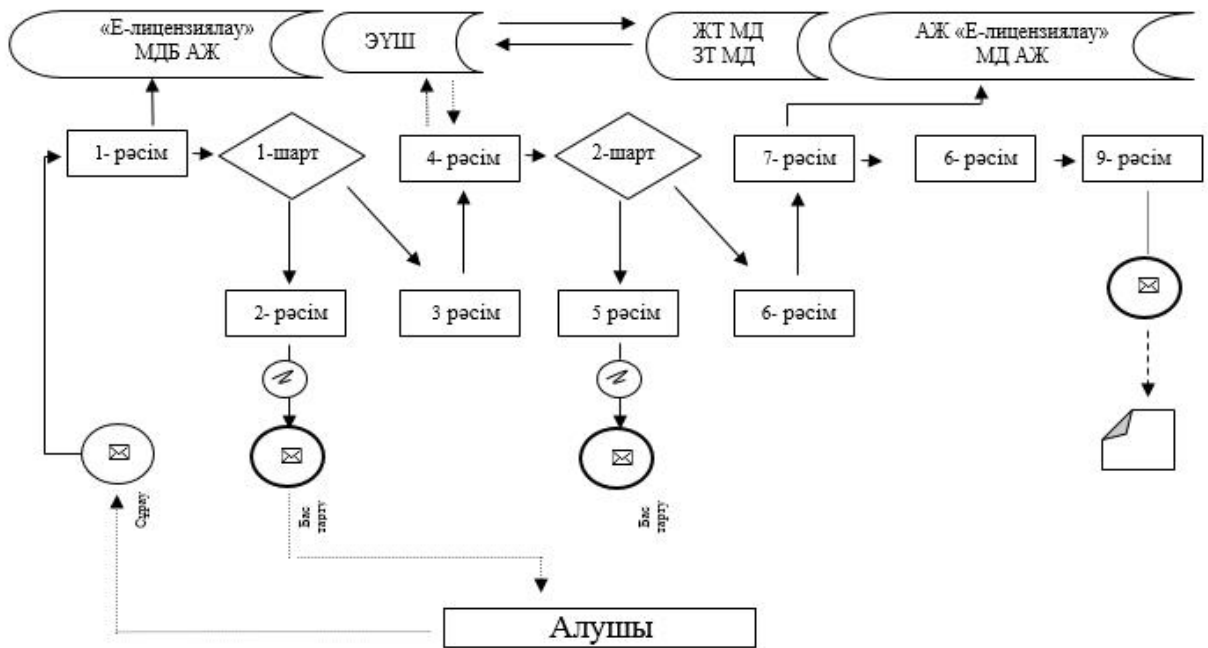 «Е-лицензиялау»
МДБ АЖ
ЭҮШ
ЖТ МД
ЗТ МД
АЖ «Е-лицензиялау»
МД АЖ
1- рәсім
1-шарт
4- рәсім
2-шарт
7- рәсім
6- рәсім
9- рәсім
2- рәсім
3 рәсім
5 рәсім
6- рәсім
Сұрау
Бас
тарту
Бас
тарту
Алушы